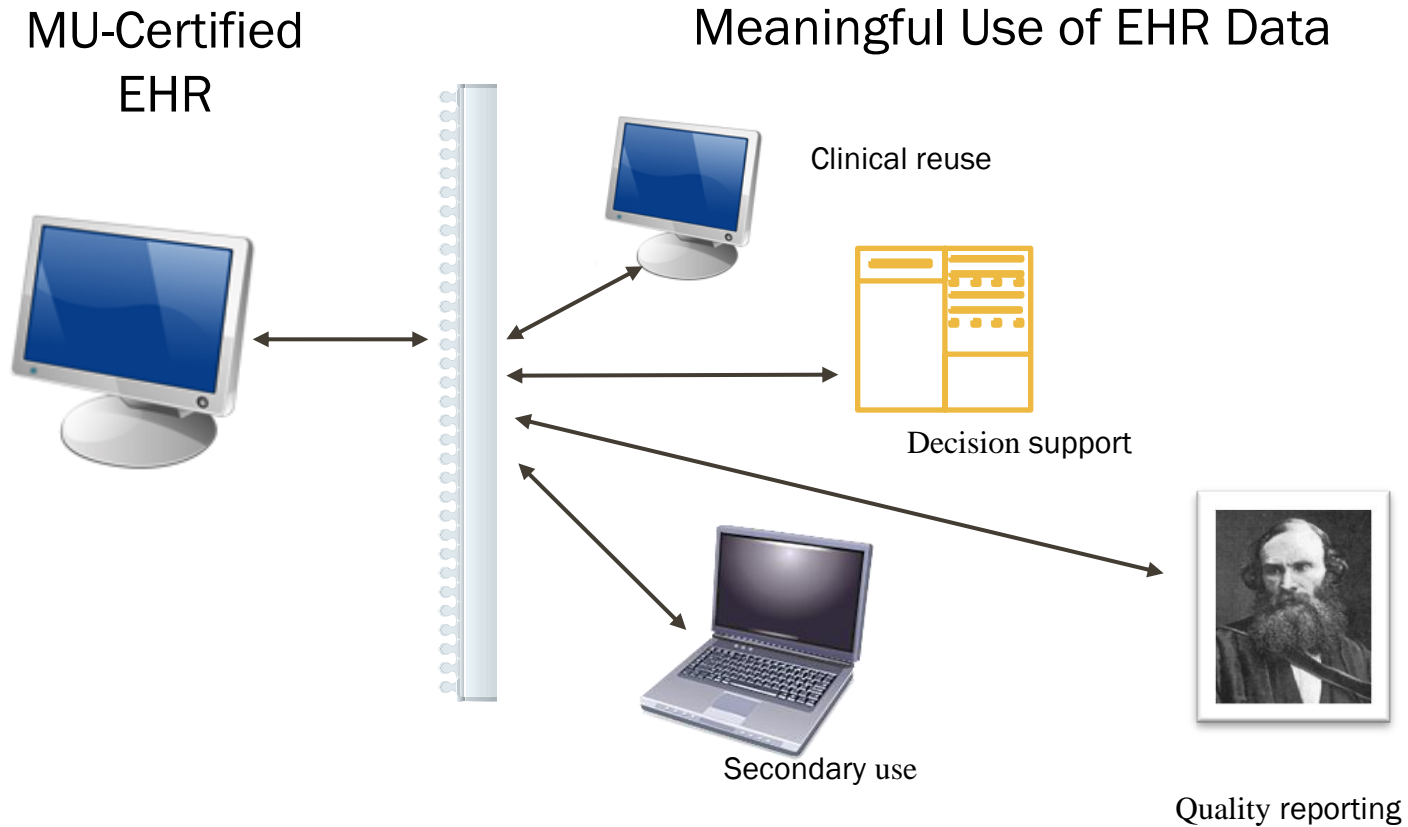 MU-Certified
EHR
Meaningful Use of EHR Data
Clinical reuse
Decision support
Secondary use
Quality reporting